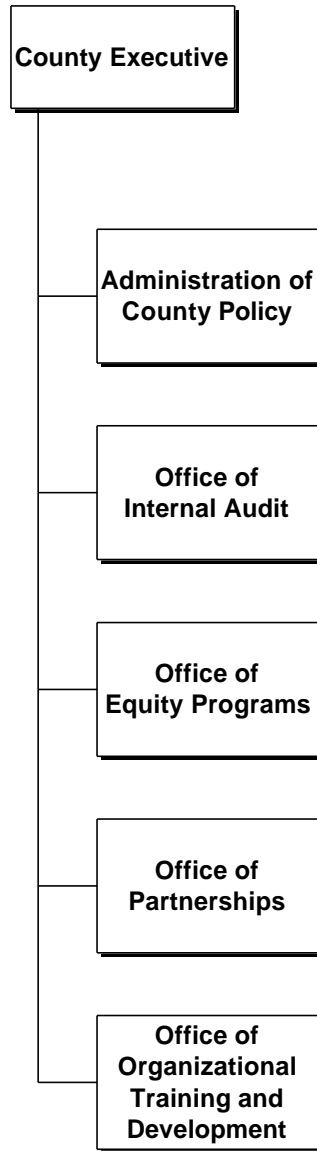 County Executive
Administration of
County Policy
Office of
Internal Audit
Office of
Equity Programs
Office of
Partnerships
Office of
Organizational
Training and
Development